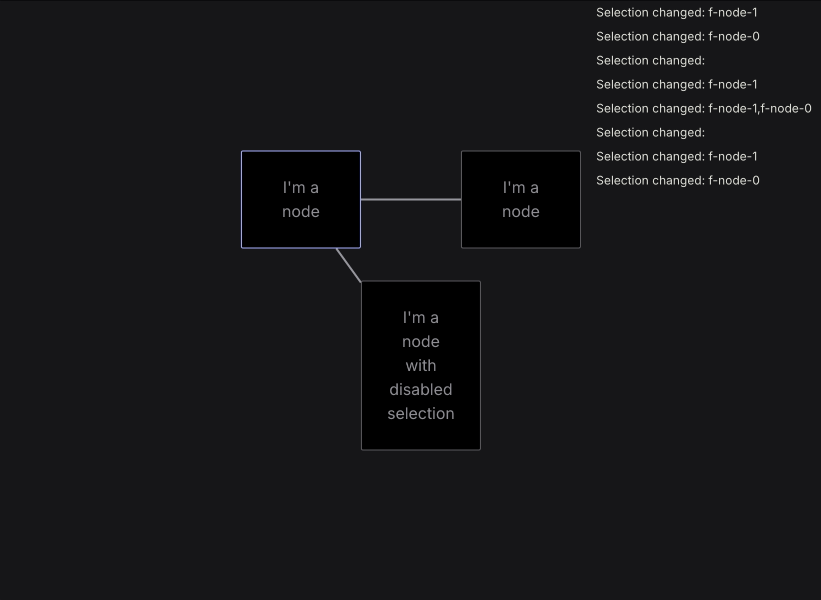 Selection changed: f-node-1
Selection changed: f-node-0
Selection changed:
Selection changed: f-node-1
Selection changed: f-node-1,f-node-0
Selection changed:
Selection changed: f-node-1
Selection changed: f-node-0
I'm a
node
I'm a
node
I'm a
node
with
disabled
selection